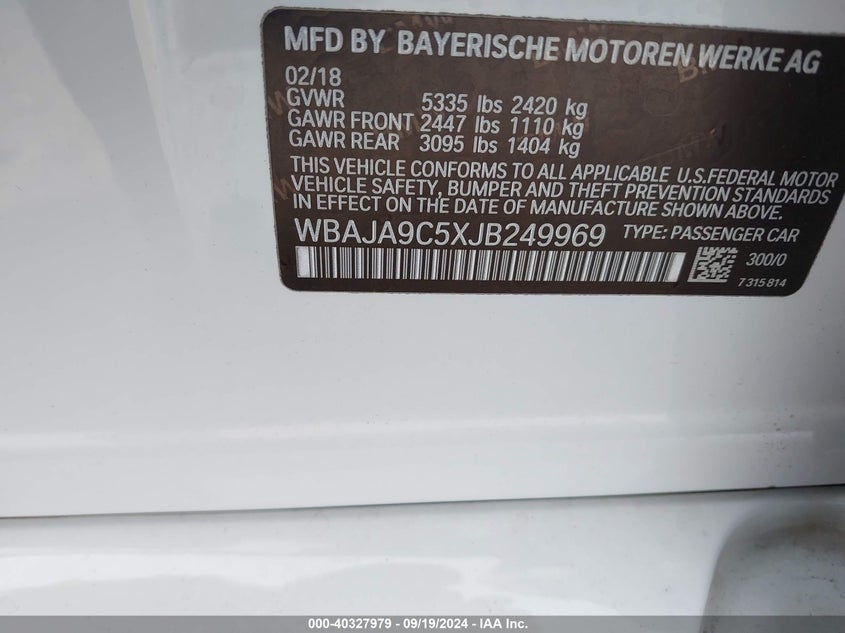 MFD BY BAYERISCHE MOTOREN WERKE AG
02/18
GVWR 5335 lbs 2420 kg
GAWR FRONT 2447 lbs 1110 kg
GAWR REAR 3095 lbs 1404 kg
THIS VEHICLE CONFORMS TO ALL APPLICABLE U.S.FEDERAL MOTOR
VEHICLE SAFETY, BUMPER AND THEFT PREVENTION STANDARDS
IN EFFECT ON THE DATE OF MANUFACTURE SHOWN ABOVE.
WBAJA9C5XJB249969 TYPE: PASSENGER CAR
300/0
7 315 814
000-40327979 - 09/19/2024 - Copyright © 2024 IAA, Inc.